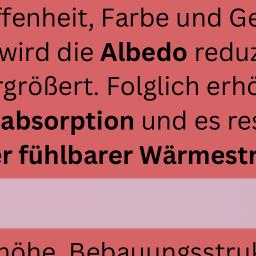 ffenheit, Farbe und Ge
wird die Albedo reduz
rgrößert. Folglich erhö
absorption und es res
er fühlbarer Wärmestr
höhe, Bebauungsstruk